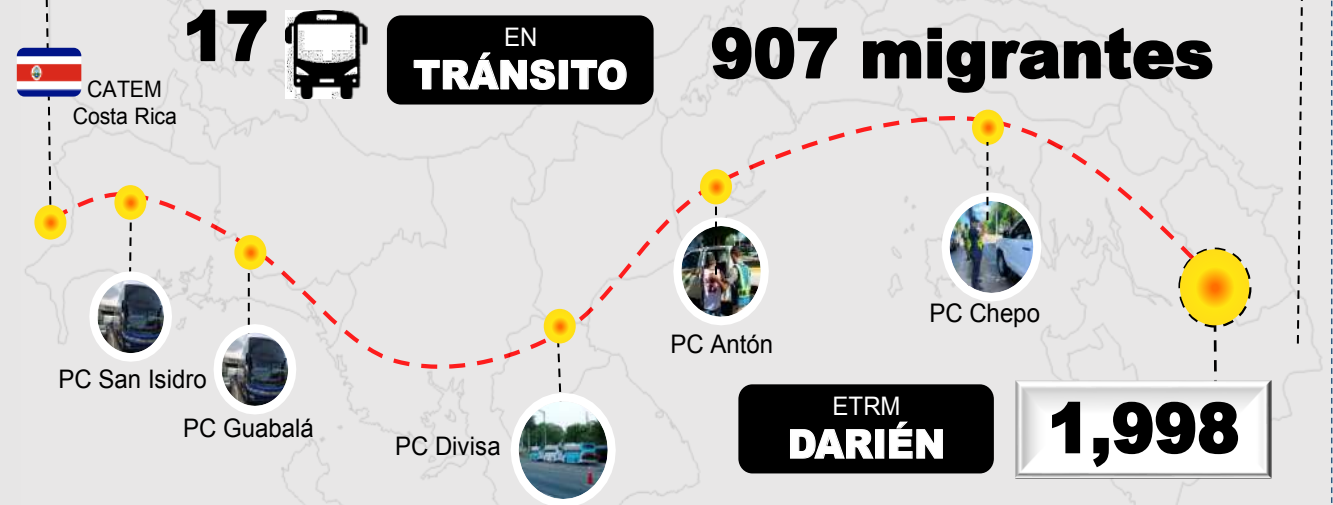 17
EN
TRÁNSITO
907 migrantes
CATEM
Costa Rica
PC San Isidro
PC Guabalá
PC Divisa
PC Antón
PC Chepo
ETRM
DARIÉN
1,998